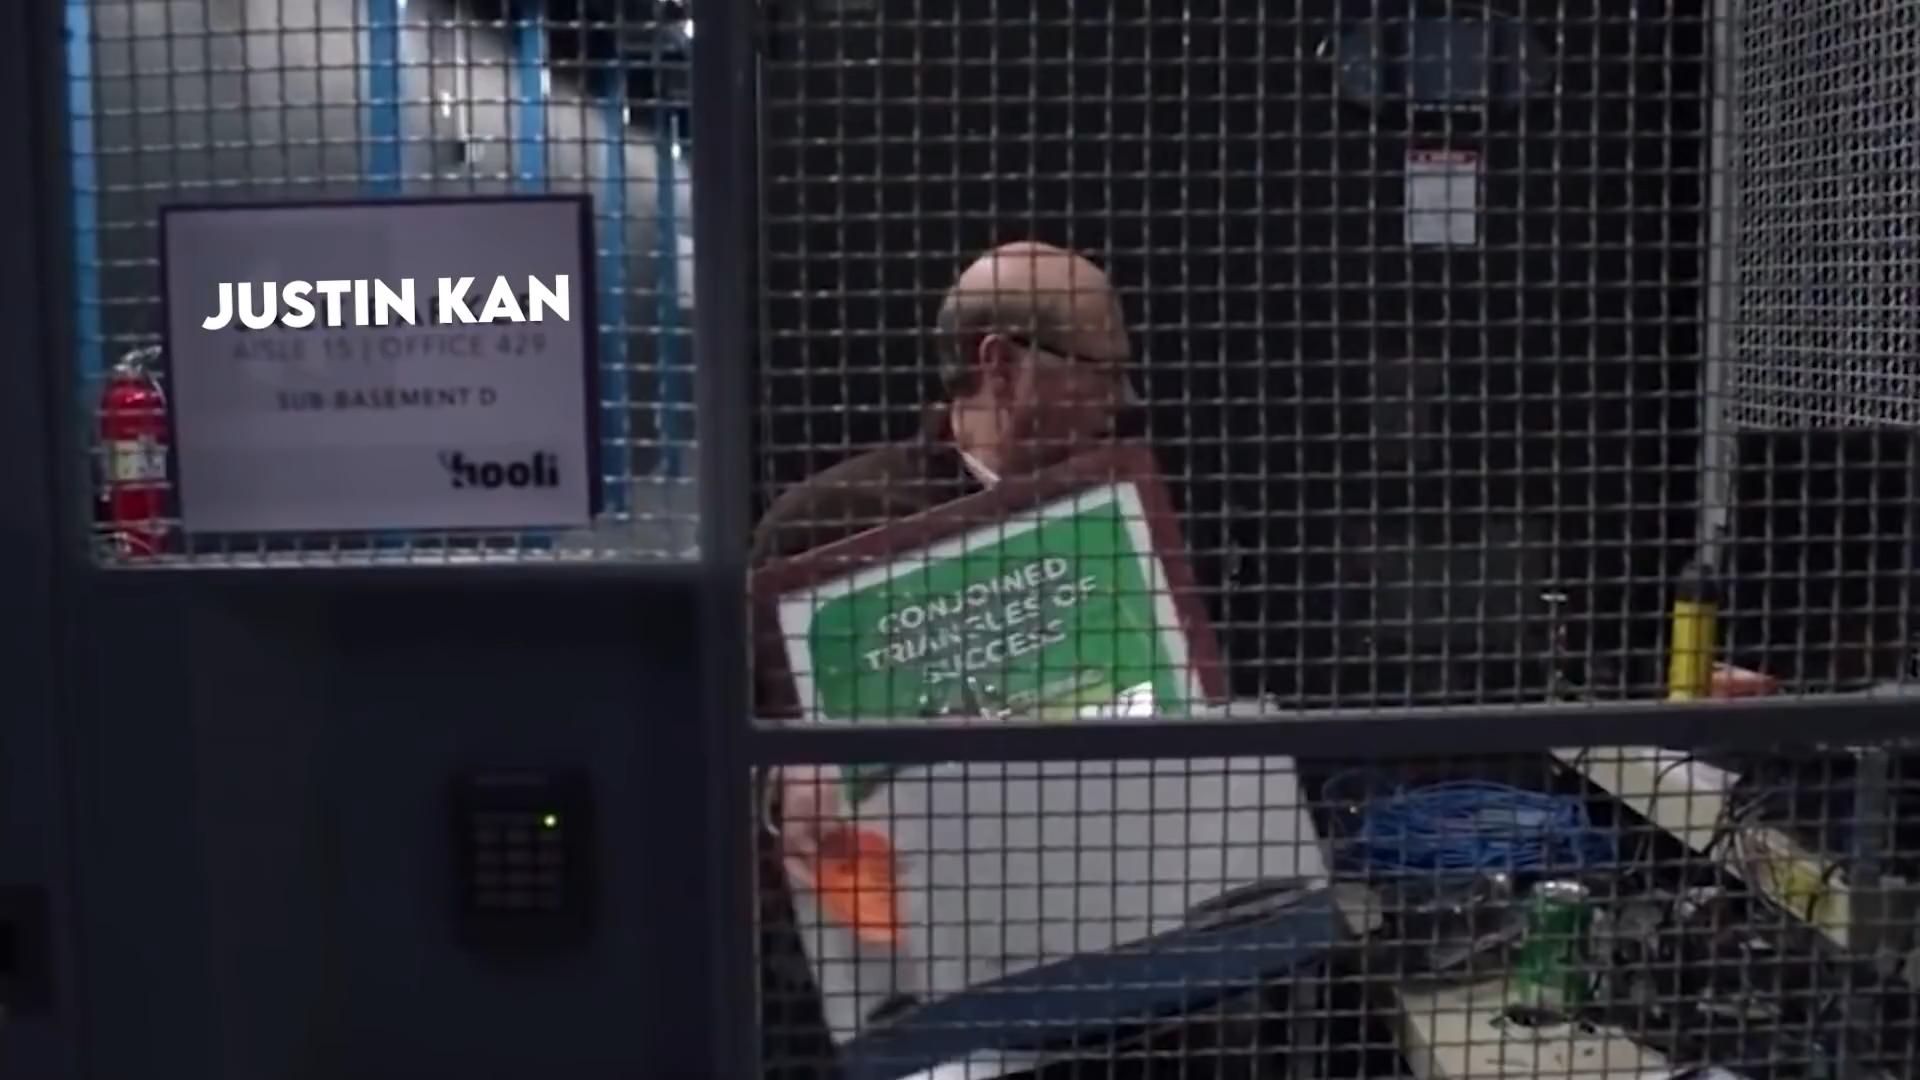 JUSTIN KAN
AISLE 15 | OFFICE 429
SUB-BASEMENT D
hooli
CONJOINED
TRIANGLES OF
SUCCESS